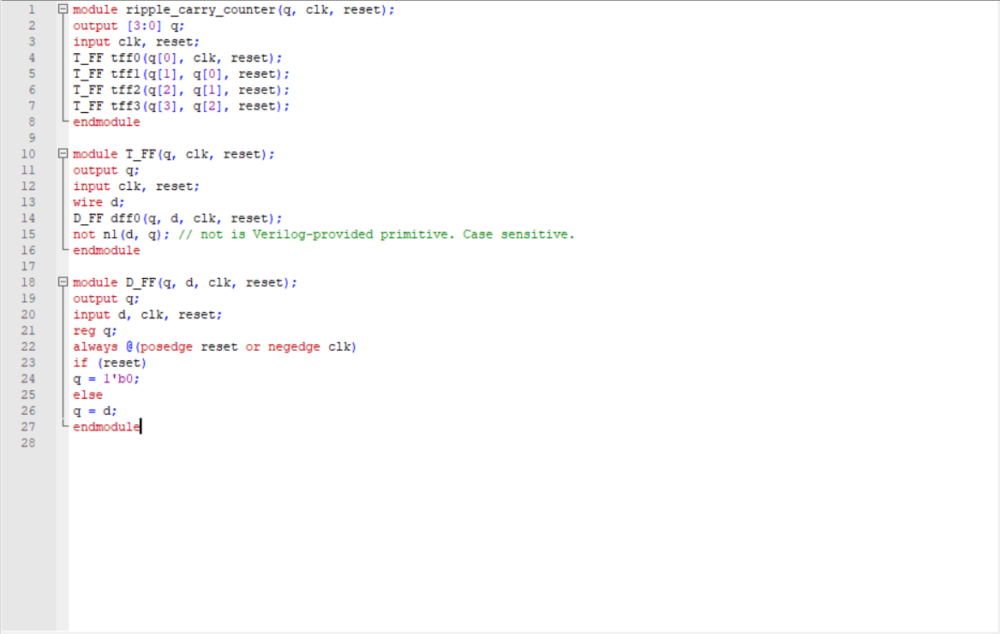 1 module ripple_carry_counter(q, clk, reset);
2 output [3:0] q;
3 input clk, reset;
4 T_FF tff0(q[0], clk, reset);
5 T_FF tff1(q[1], q[0], reset);
6 T_FF tff2(q[2], q[1], reset);
7 T_FF tff3(q[3], q[2], reset);
8 endmodule
9
10 module T_FF(q, clk, reset);
11 output q;
12 input clk, reset;
13 wire d;
14 D_FF dff0(q, d, clk, reset);
15 not n1(d, q); // not is Verilog-provided primitive. Case sensitive.
16 endmodule
17
18 module D_FF(q, d, clk, reset);
19 output q;
20 input d, clk, reset;
21 reg q;
22 always @(posedge reset or negedge clk)
23 if (reset)
24 q = 1'b0;
25 else
26 q = d;
27 endmodule
28